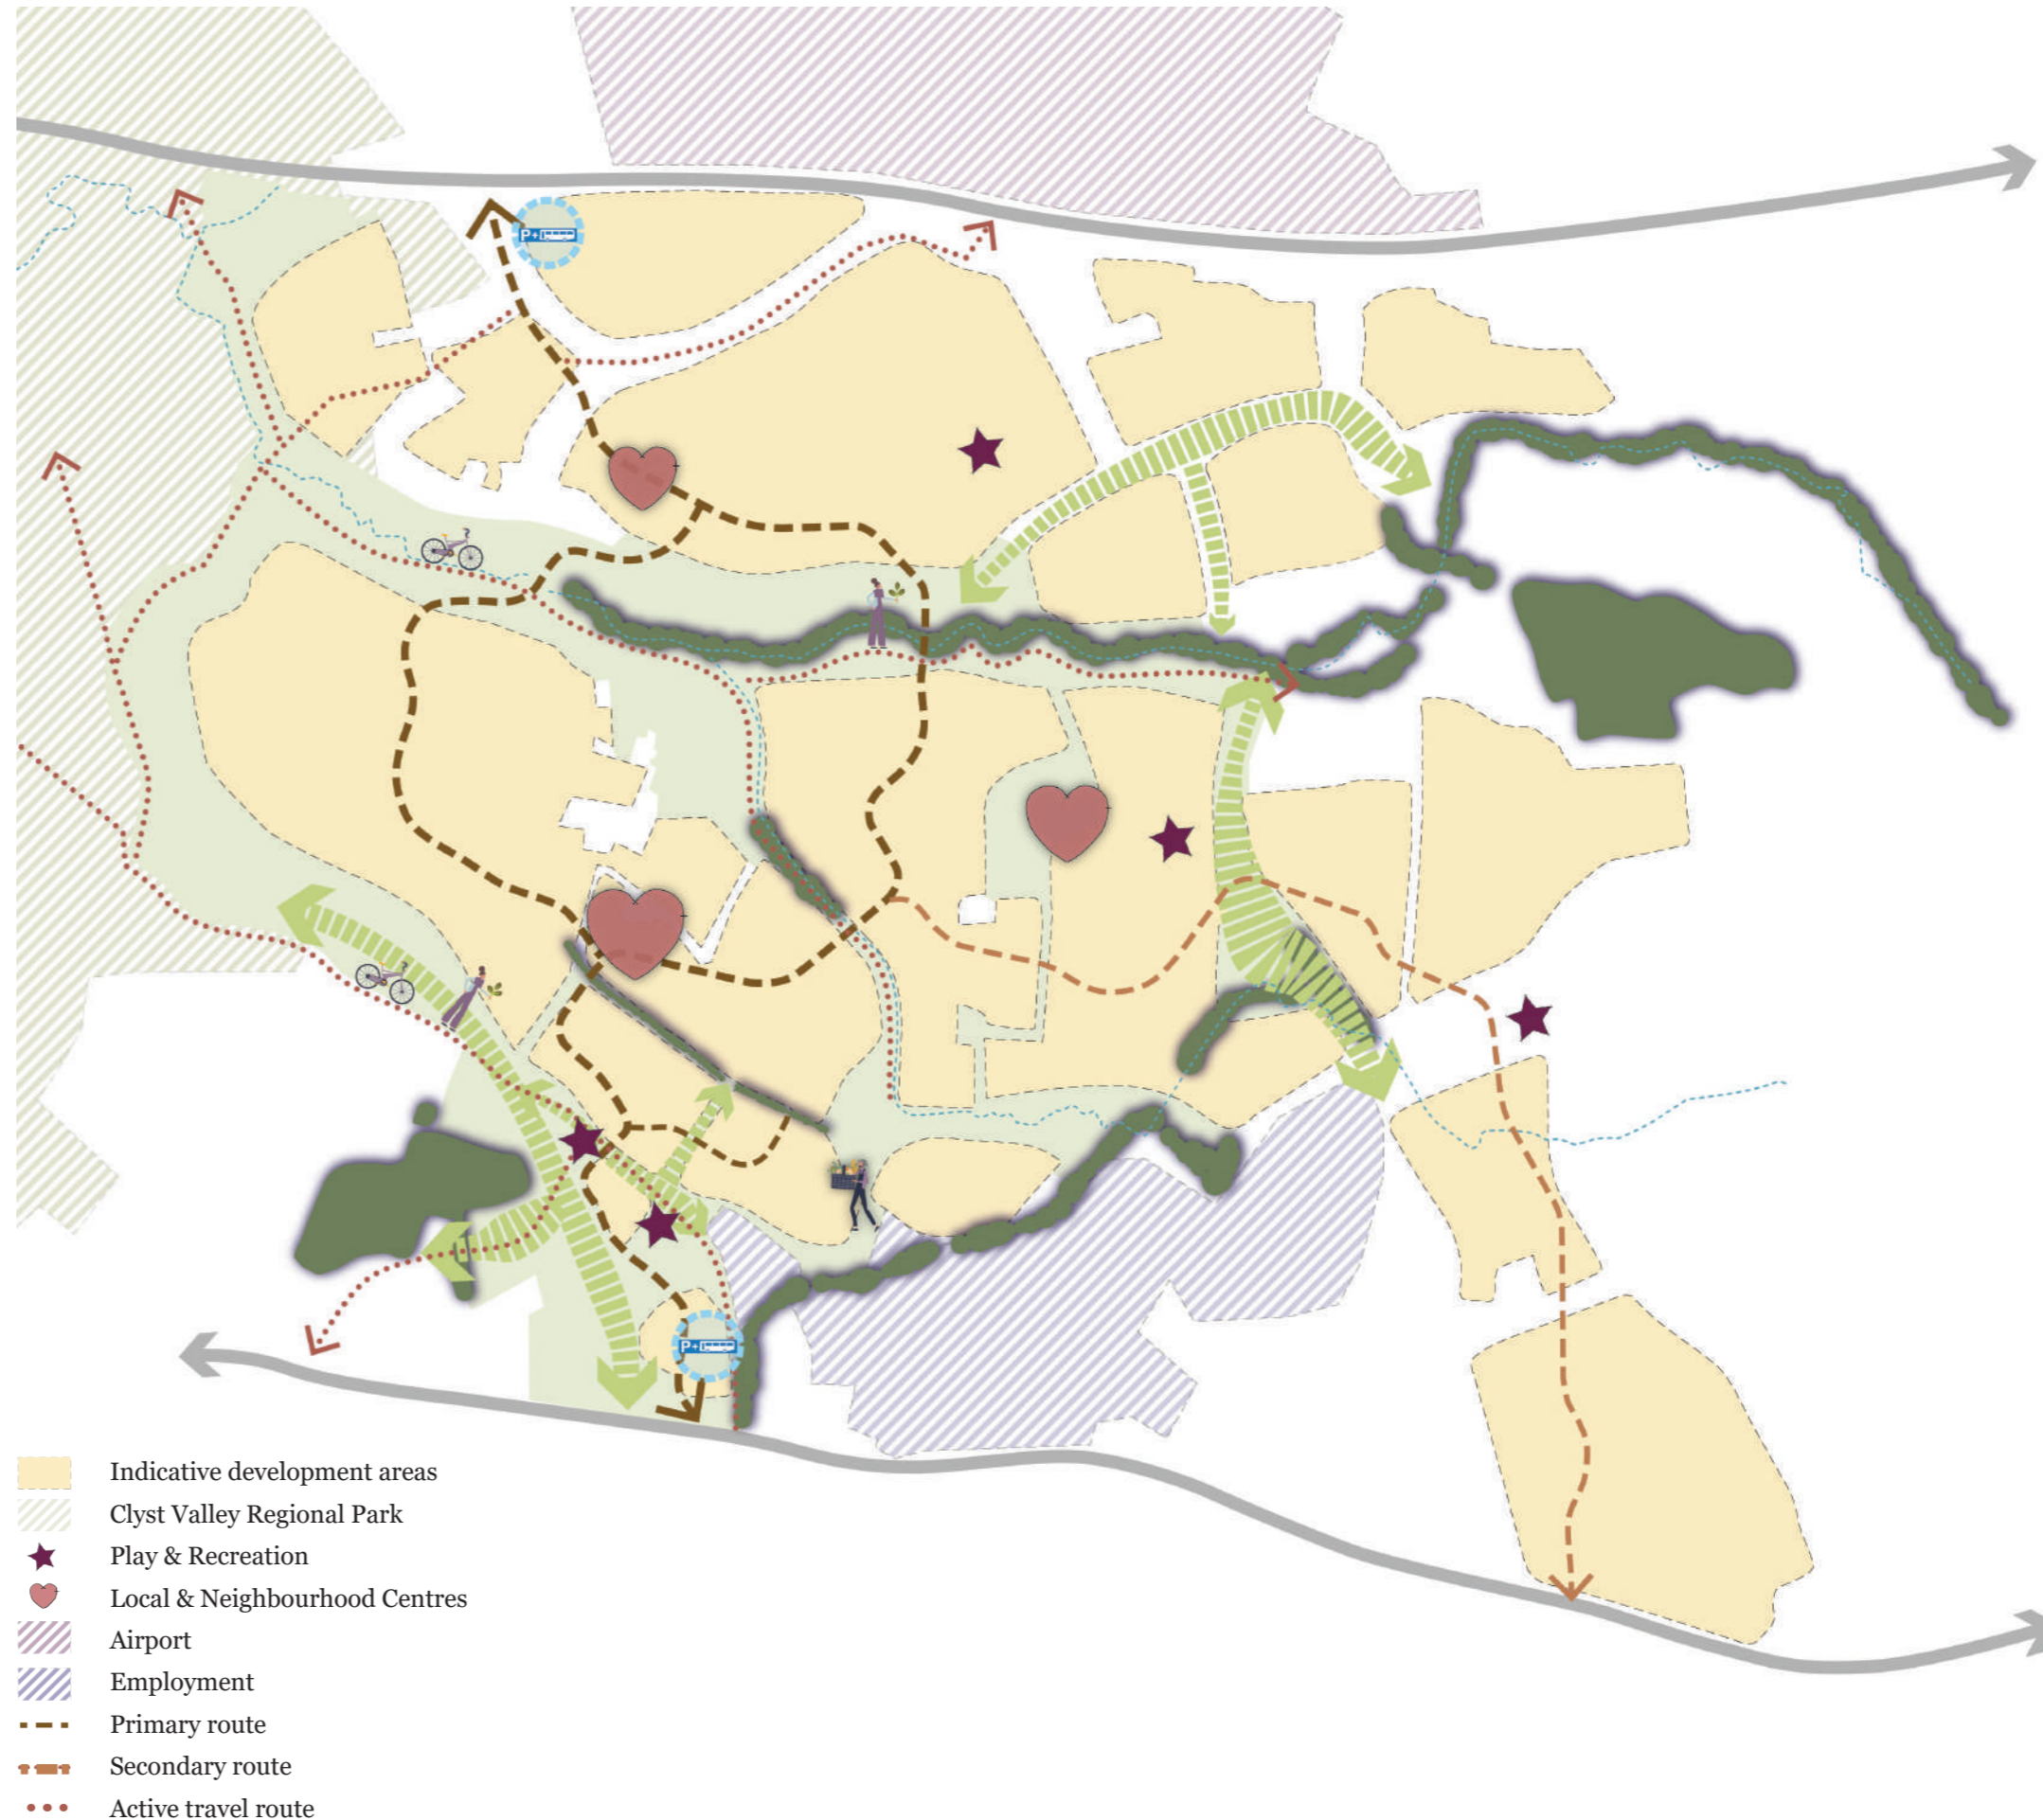 P+
P+
Indicative development areas
Clyst Valley Regional Park
Play & Recreation
Local & Neighbourhood Centres
Airport
Employment
Primary route
Secondary route
Active travel route